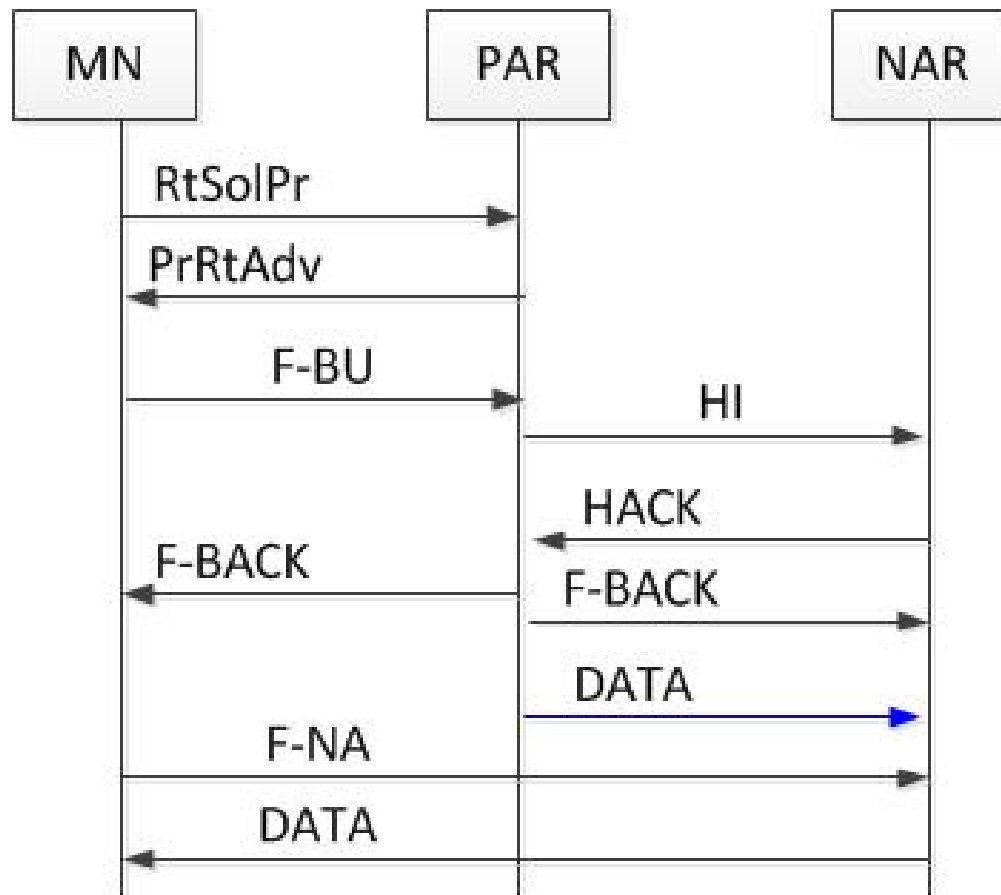 MN
PAR
NAR
RtSolPr
PrRtAdv
F-BU
HI
HACK
F-BACK
F-BACK
DATA
F-NA
DATA